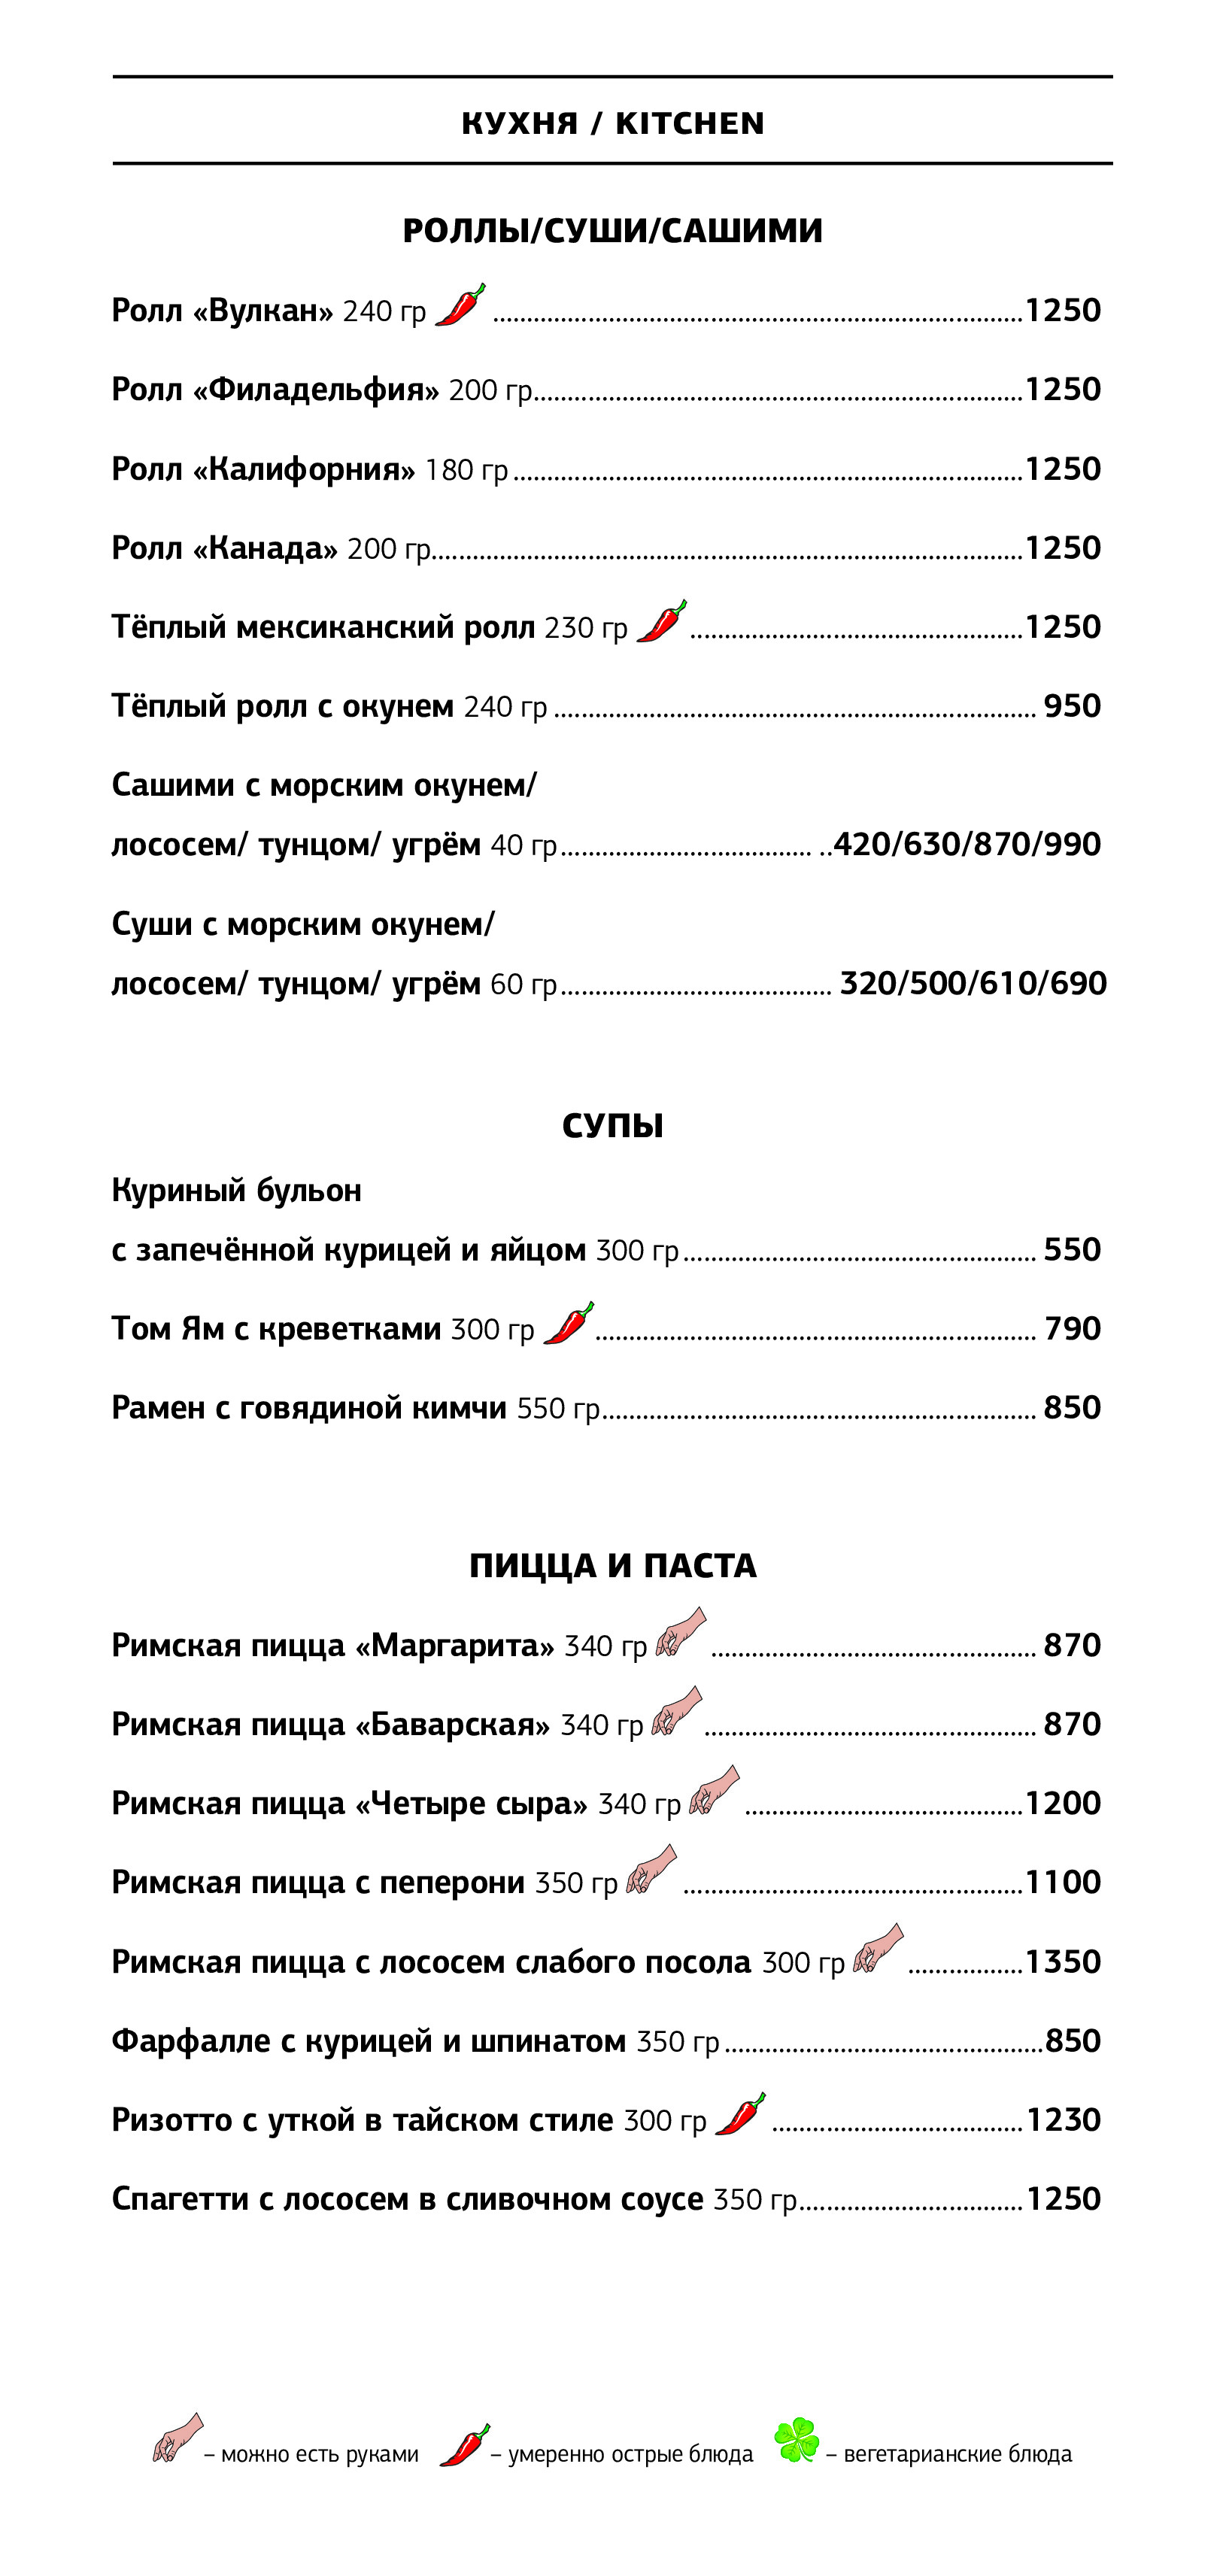 КУХНЯ / KITCHEN
РОЛЛЫ/СУШИ/САШИМИ
Ролл «Вулкан» 240 гр ........ 1250
Ролл «Филадельфия» 200 гр ........ 1250
Ролл «Калифорния» 180 гр ........ 1250
Ролл «Канада» 200 гр ........ 1250
Тёплый мексиканский ролл 230 гр ........ 1250
Тёплый ролл с окунем 240 гр ........ 950
Сашими с морским окунем/
лососем/ тунцом/ угрём 40 гр ........ 420/630/870/990
Суши с морским окунем/
лососем/ тунцом/ угрём 60 гр ........ 320/500/610/690
СУПЫ
Куриный бульон
с запечённой курицей и яйцом 300 гр ........ 550
Том Ям с креветками 300 гр ........ 790
Рамен с говядиной кимчи 550 гр ........ 850
ПИЦЦА И ПАСТА
Римская пицца «Маргарита» 340 гр ........ 870
Римская пицца «Баварская» 340 гр ........ 870
Римская пицца «Четыре сыра» 340 гр ........ 1200
Римская пицца с пеперони 350 гр ........ 1100
Римская пицца с лососем слабого посола 300 гр ........ 1350
Фарфалле с курицей и шпинатом 350 гр ........ 850
Ризотто с уткой в тайском стиле 300 гр ........ 1230
Спагетти с лососем в сливочном соусе 350 гр ........ 1250
– можно есть руками – умеренно острые блюда – вегетарианские блюда